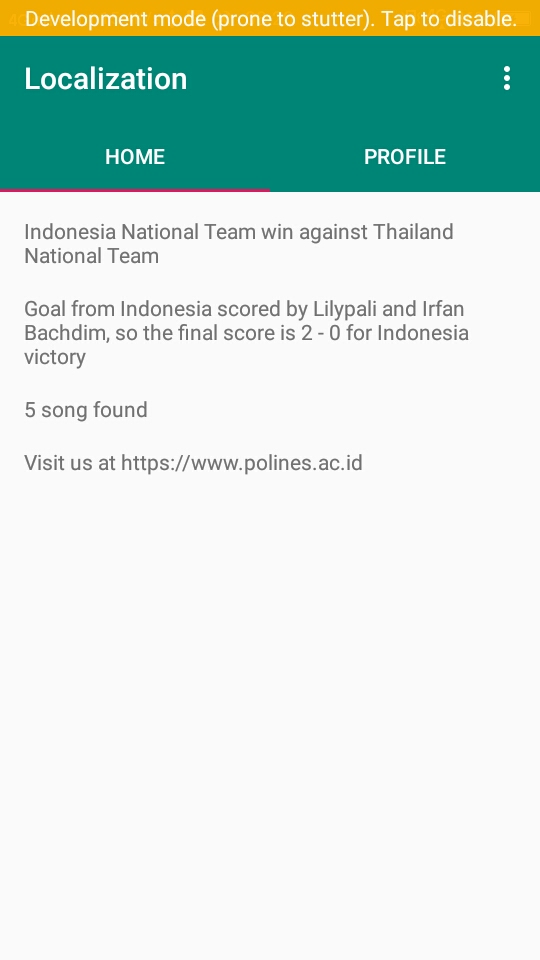 Development mode (prone to stutter). Tap to disable.
Localization
HOME
PROFILE
Indonesia National Team win against Thailand
National Team
Goal from Indonesia scored by Lilypali and Irfan
Bachdim, so the final score is 2 - 0 for Indonesia
victory
5 song found
Visit us at https://www.polines.ac.id